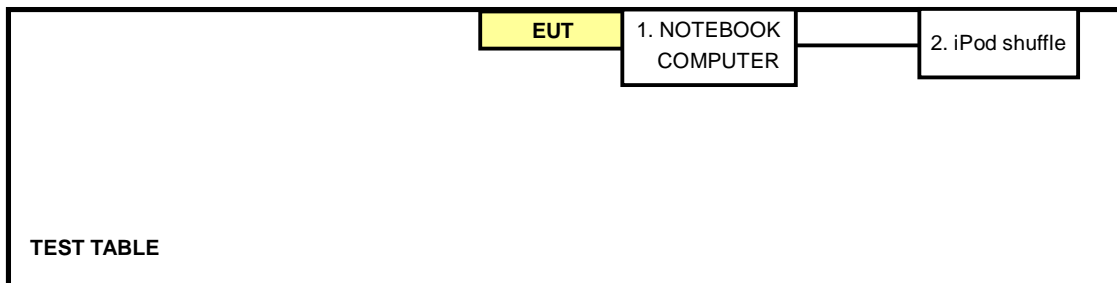 EUT
1. NOTEBOOK
COMPUTER
2. iPod shuffle
TEST TABLE